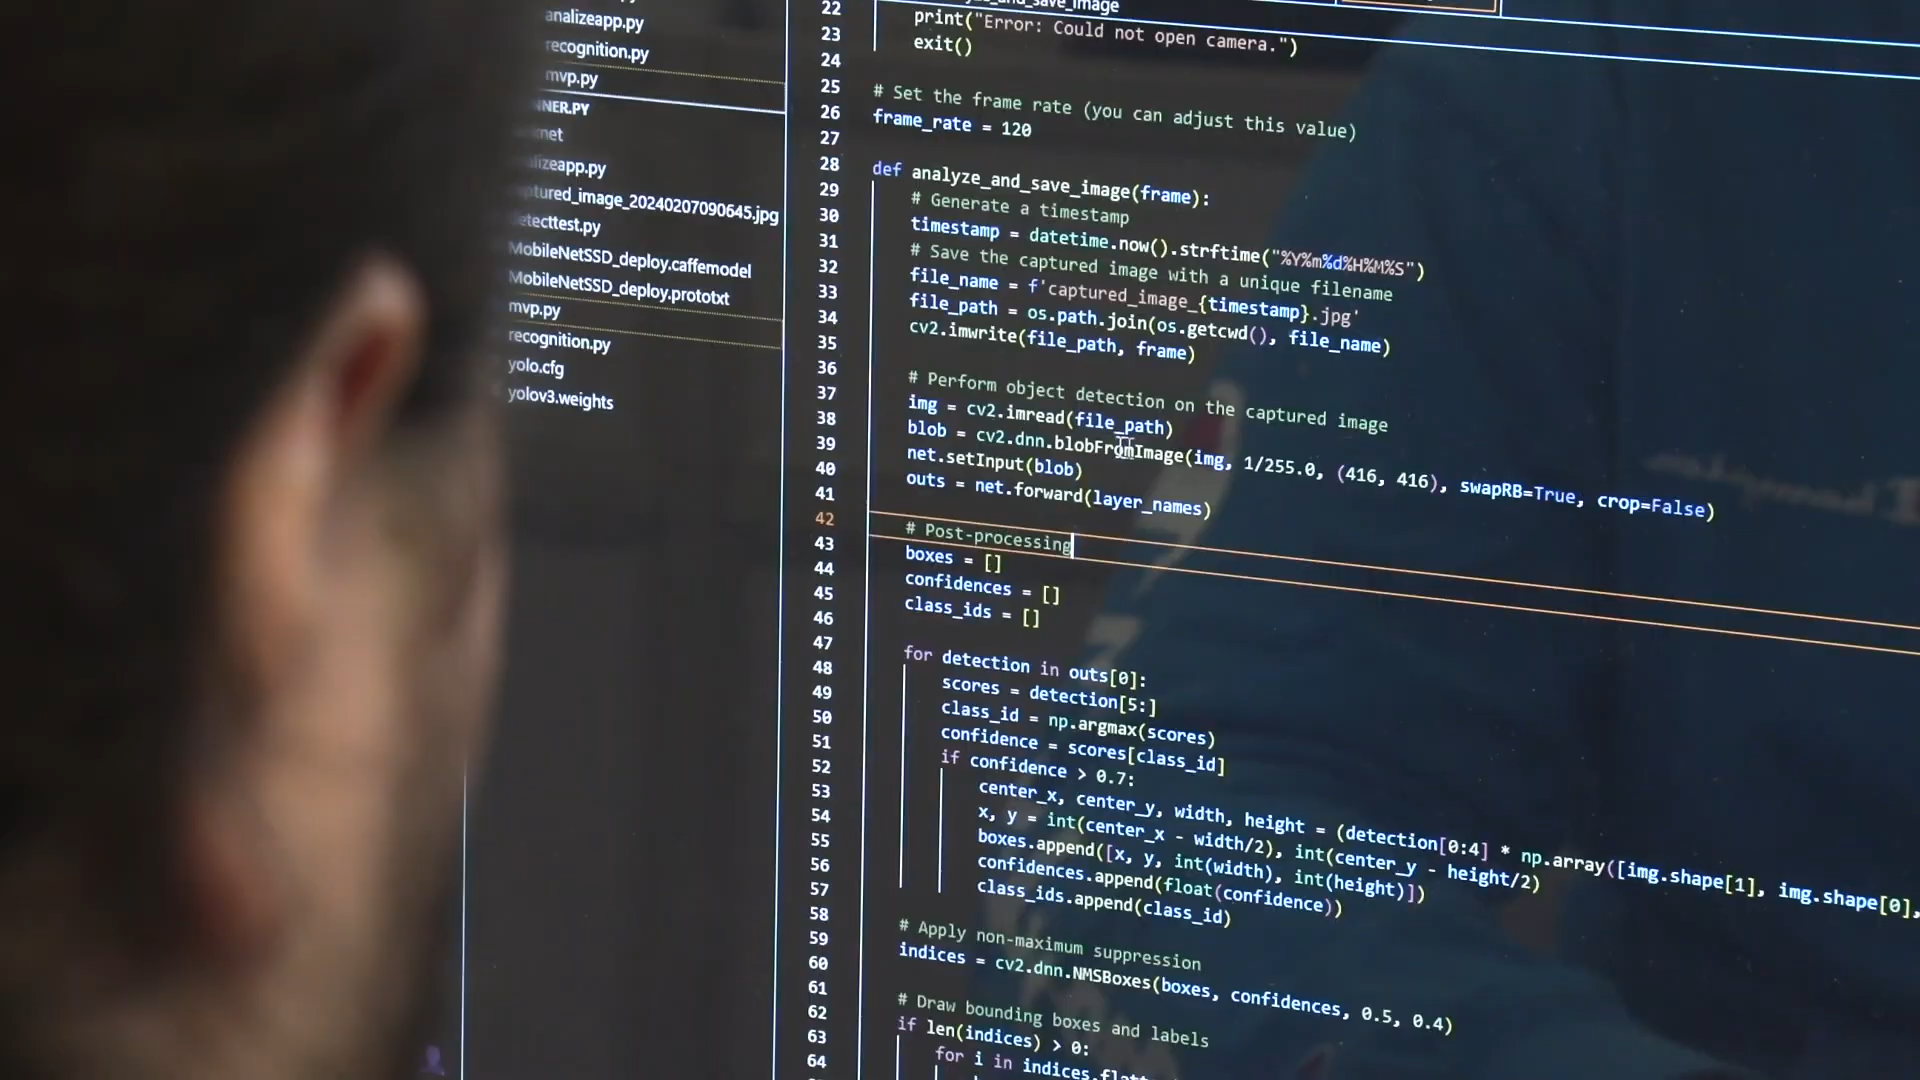 analizeapp.py
recognition.py
mvp.py
NNER.PY
net
lizeapp.py
captured_image_20240207090645.jpg
detecttest.py
MobileNetSSD_deploy.caffemodel
MobileNetSSD_deploy.prototxt
mvp.py
recognition.py
yolo.cfg
yolov3.weights
22 print("Error: Could not open camera.")
23 exit()
24
25 # Set the frame rate (you can adjust this value)
26 frame_rate = 120
27
28 def analyze_and_save_image(frame):
29 # Generate a timestamp
30 timestamp = datetime.now().strftime("%Y%m%d%H%M%S")
31 # Save the captured image with a unique filename
32 file_name = f'captured_image_{timestamp}.jpg'
33 file_path = os.path.join(os.getcwd(), file_name)
34 cv2.imwrite(file_path, frame)
35
36 # Perform object detection on the captured image
37 img = cv2.imread(file_path)
38 blob = cv2.dnn.blobFromImage(img, 1/255.0, (416, 416), swapRB=True, crop=False)
39 net.setInput(blob)
40 outs = net.forward(layer_names)
41
42 # Post-processing
43 boxes = []
44 confidences = []
45 class_ids = []
46
47 for detection in outs[0]:
48 scores = detection[5:]
49 class_id = np.argmax(scores)
50 confidence = scores[class_id]
51 if confidence > 0.7:
52 center_x, center_y, width, height = (detection[0:4] * np.array([img.shape[1], img.shape[0],
53 x, y = int(center_x - width/2), int(center_y - height/2)
54 boxes.append([x, y, int(width), int(height)])
55 confidences.append(float(confidence))
56 class_ids.append(class_id)
57
58 # Apply non-maximum suppression
59 indices = cv2.dnn.NMSBoxes(boxes, confidences, 0.5, 0.4)
60
61 # Draw bounding boxes and labels
62 if len(indices) > 0:
63 for i in indices.flatt
64